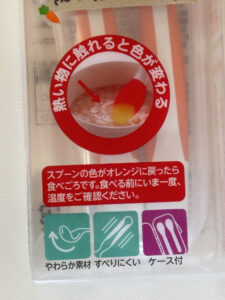 熱い物に触れると色が変わる
スプーンの色がオレンジに戻ったら
食べごろです。食べる前にいま一度、
温度をご確認ください。
やわらか素材 すべりにくい ケース付